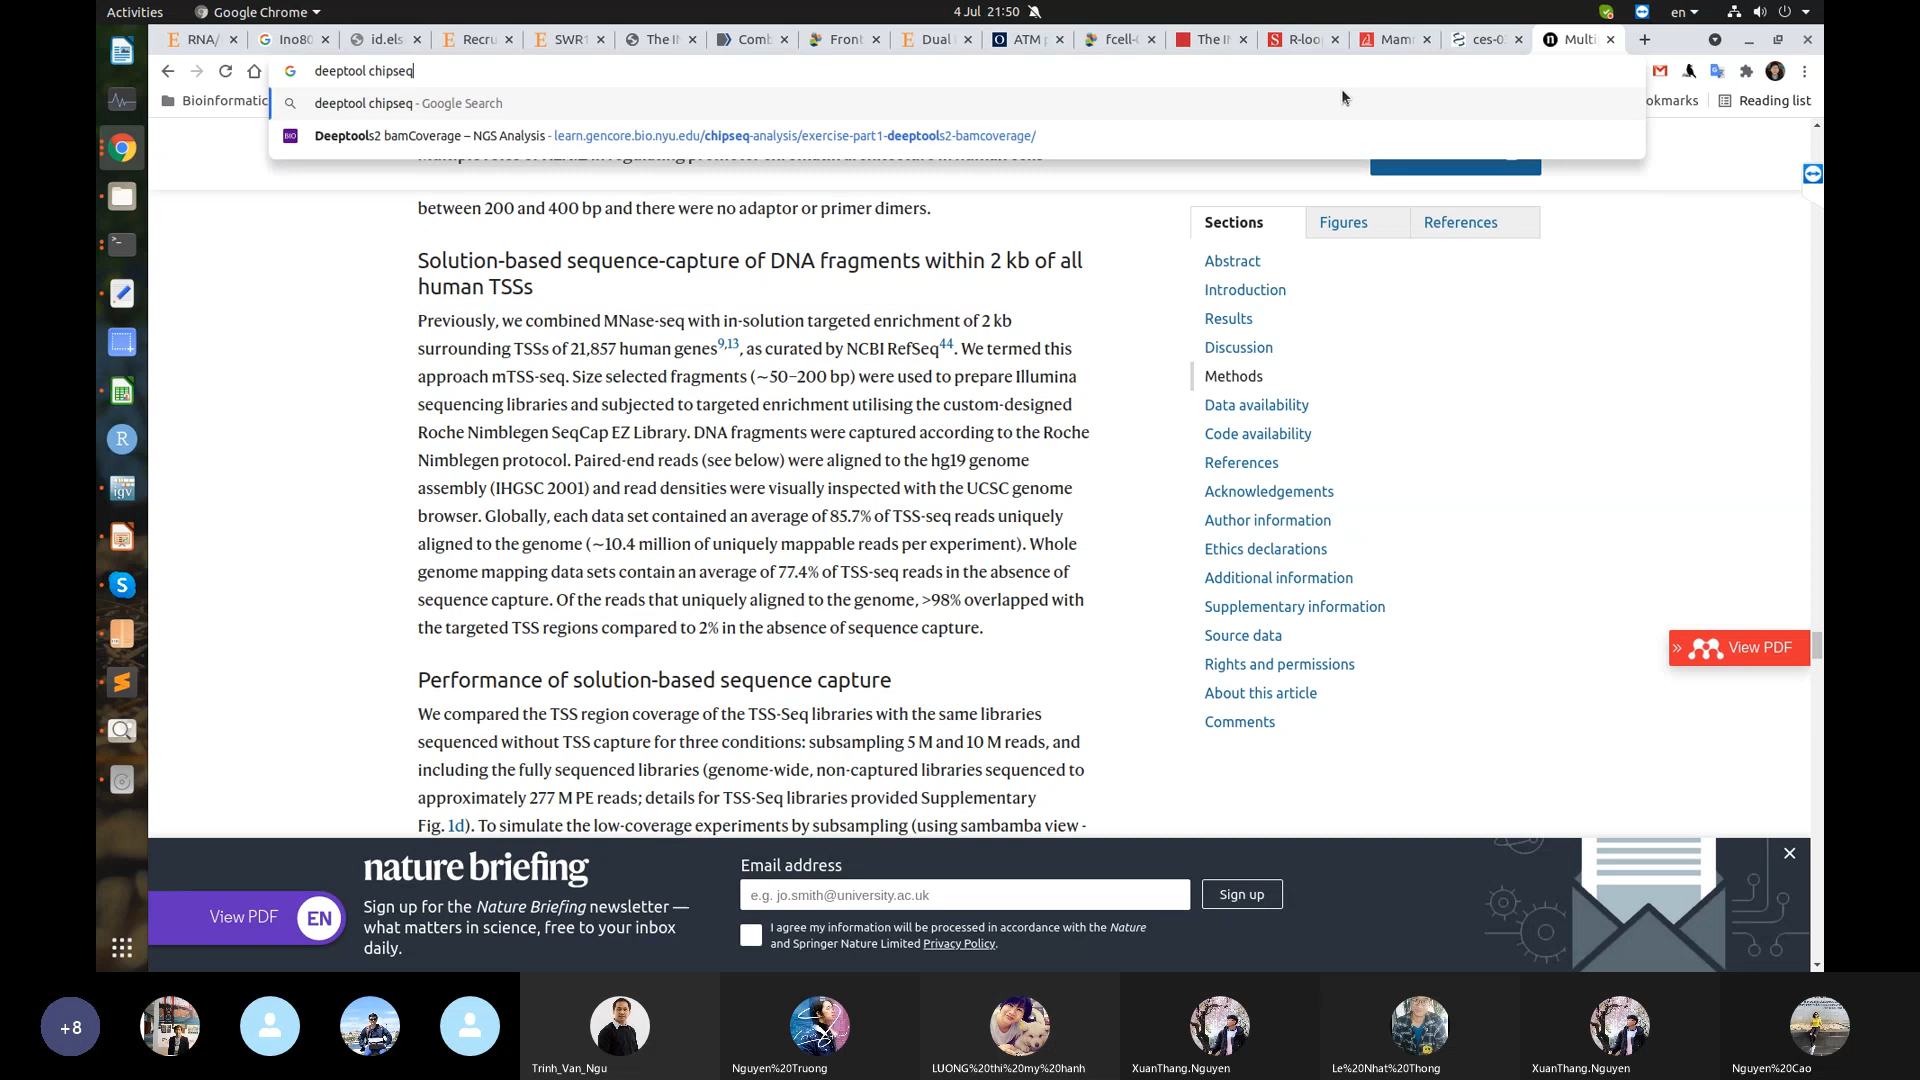 Activities
Google Chrome
4 Jul 21:50
en
RNA/
Ino80
id.els
Recru
SWR1
The I
Comb
Front
Dual
ATM
fcell-0
The I
R-loo
Mam
ces-0
Multi
deeptool chipseq
Bioinformatic
okmarks
Reading list
deeptool chipseq - Google Search
Deeptools2 bamCoverage – NGS Analysis - learn.gencore.bio.nyu.edu/chipseq-analysis/exercise-part1-deeptools2-bamcoverage/
between 200 and 400 bp and there were no adaptor or primer dimers.
Solution-based sequence-capture of DNA fragments within 2 kb of all
human TSSs
Previously, we combined MNase-seq with in-solution targeted enrichment of 2 kb
surrounding TSSs of 21,857 human genes9,13, as curated by NCBI RefSeq44. We termed this
approach mTSS-seq. Size selected fragments (~50–200 bp) were used to prepare Illumina
sequencing libraries and subjected to targeted enrichment utilising the custom-designed
Roche Nimblegen SeqCap EZ Library. DNA fragments were captured according to the Roche
Nimblegen protocol. Paired-end reads (see below) were aligned to the hg19 genome
assembly (IHGSC 2001) and read densities were visually inspected with the UCSC genome
browser. Globally, each data set contained an average of 85.7% of TSS-seq reads uniquely
aligned to the genome (~10.4 million of uniquely mappable reads per experiment). Whole
genome mapping data sets contain an average of 77.4% of TSS-seq reads in the absence of
sequence capture. Of the reads that uniquely aligned to the genome, >98% overlapped with
the targeted TSS regions compared to 2% in the absence of sequence capture.
Performance of solution-based sequence capture
We compared the TSS region coverage of the TSS-Seq libraries with the same libraries
sequenced without TSS capture for three conditions: subsampling 5 M and 10 M reads, and
including the fully sequenced libraries (genome-wide, non-captured libraries sequenced to
approximately 277 M PE reads; details for TSS-Seq libraries provided Supplementary
Fig. 1d). To simulate the low-coverage experiments by subsampling (using sambamba view -
Sections
Figures
References
Abstract
Introduction
Results
Discussion
Methods
Data availability
Code availability
References
Acknowledgements
Author information
Ethics declarations
Additional information
Supplementary information
Source data
Rights and permissions
About this article
Comments
» View PDF
View PDF
EN
nature briefing
Sign up for the Nature Briefing newsletter —
what matters in science, free to your inbox
daily.
Email address
e.g. jo.smith@university.ac.uk
Sign up
I agree my information will be processed in accordance with the Nature
and Springer Nature Limited Privacy Policy.
+8
Trinh_Van_Ngu
Nguyen%20Truong
LUONG%20thi%20my%20hanh
XuanThang.Nguyen
Le%20Nhat%20Thong
XuanThang.Nguyen
Nguyen%20Cao